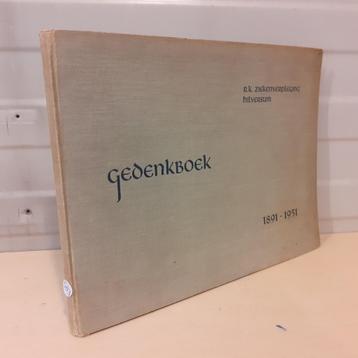 R.K. Ziekenverpleging
Hilversum
Gedenkboek
1891-1951